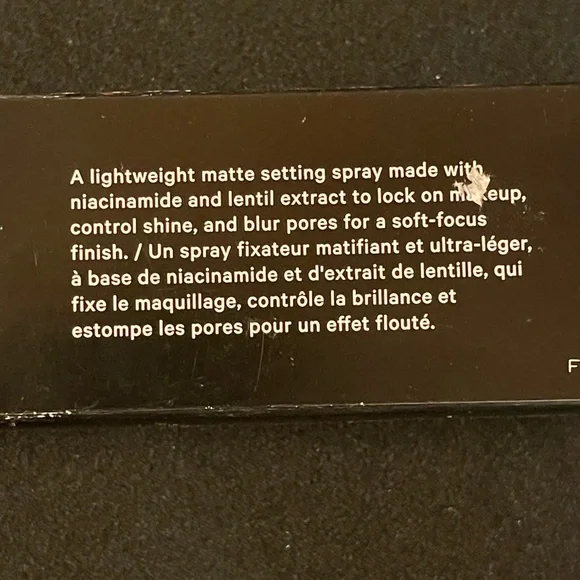 A lightweight matte setting spray made with
niacinamide and lentil extract to lock on makeup,
control shine, and blur pores for a soft-focus
finish. / Un spray fixateur matifiant et ultra-léger,
à base de niacinamide et d'extrait de lentille, qui
fixe le maquillage, contrôle la brillance et
estompe les pores pour un effet flouté.